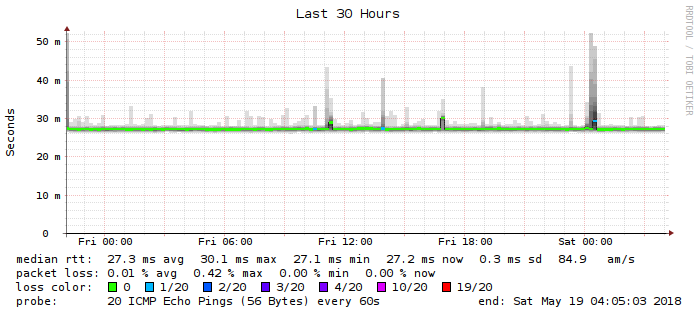 Last 30 Hours
RRDTOOL / TOBI OETIKER
Seconds
50 m
40 m
30 m
20 m
10 m
0
Fri 00:00 Fri 06:00 Fri 12:00 Fri 18:00 Sat 00:00
median rtt: 27.3 ms avg 30.1 ms max 27.1 ms min 27.2 ms now 0.3 ms sd 84.9 am/s
packet loss: 0.01 % avg 0.42 % max 0.00 % min 0.00 % now
loss color: 0 1/20 2/20 3/20 4/20 10/20 19/20
probe: 20 ICMP Echo Pings (56 Bytes) every 60s end: Sat May 19 04:05:03 2018